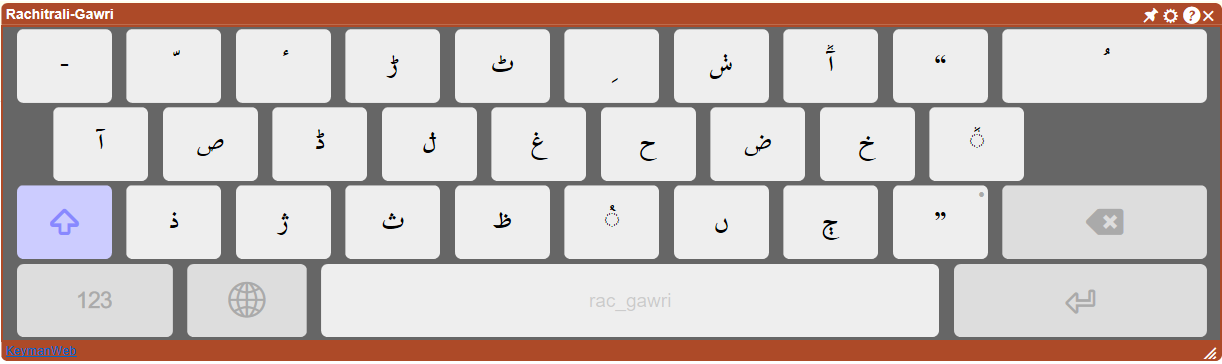 Rachitrali-Gawri
- ّ ٔ ڑ ٹ ِ ݜ “ ُ
آ ص ڈ غ ح ض خ
ذ ژ ث ظ ں ”
123 rac_gawri
KeymanWeb